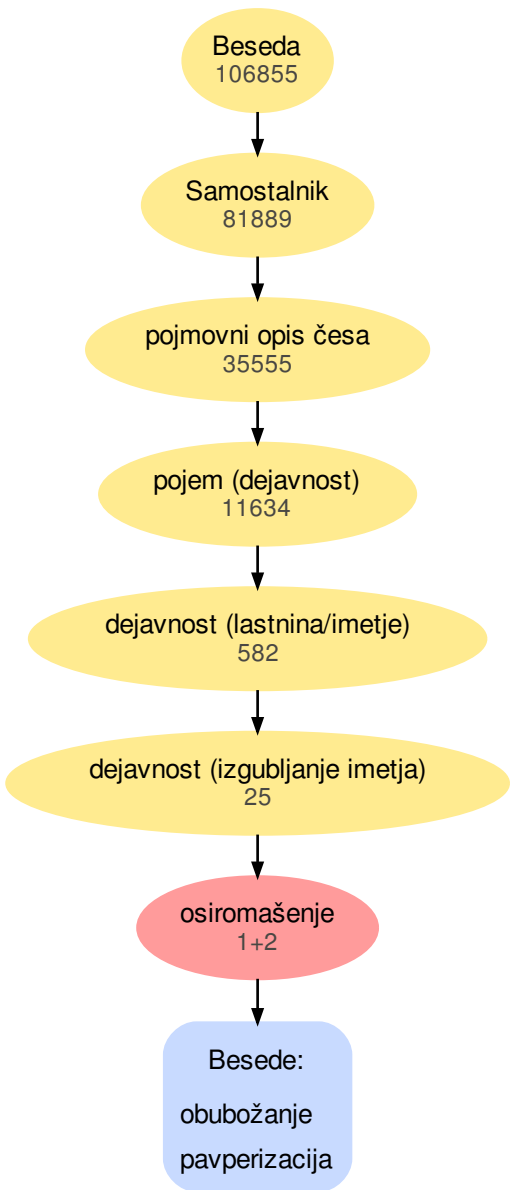 Beseda
106855
Samostalnik
81889
pojmovni opis česa
35555
pojem (dejavnost)
11634
dejavnost (lastnina/imetje)
582
dejavnost (izgubljanje imetja)
25
osiromašenje
1+2
Besede:
obubožanje
pavperizacija